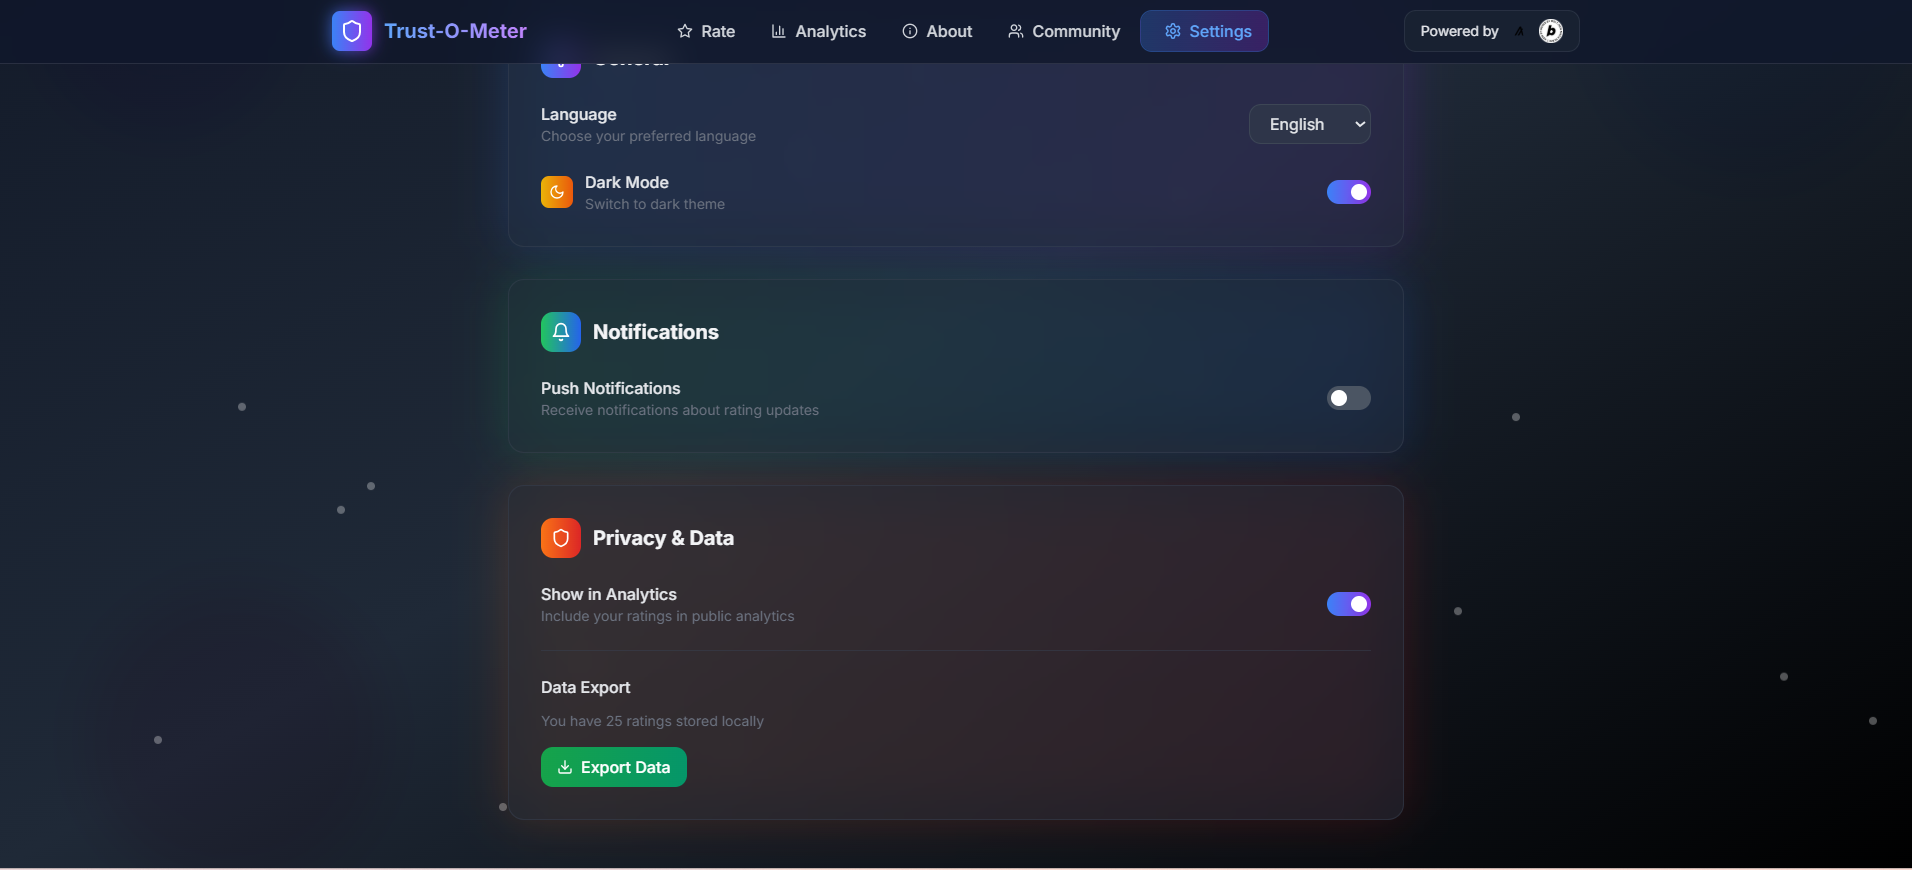 Trust-O-Meter
Rate
Analytics
About
Community
Settings
Powered by
b
General
Language
Choose your preferred language
English
Dark Mode
Switch to dark theme
Notifications
Push Notifications
Receive notifications about rating updates
Privacy & Data
Show in Analytics
Include your ratings in public analytics
Data Export
You have 25 ratings stored locally
Export Data